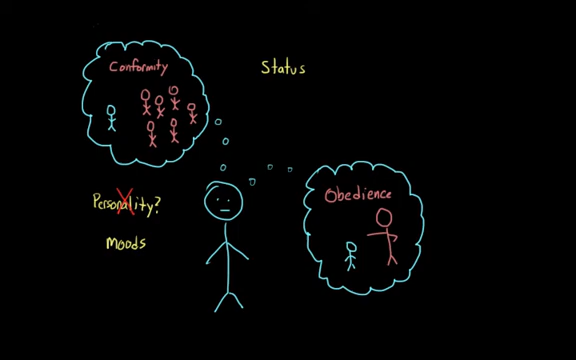 Conformity
Status
Obedience
Personality?
Moods